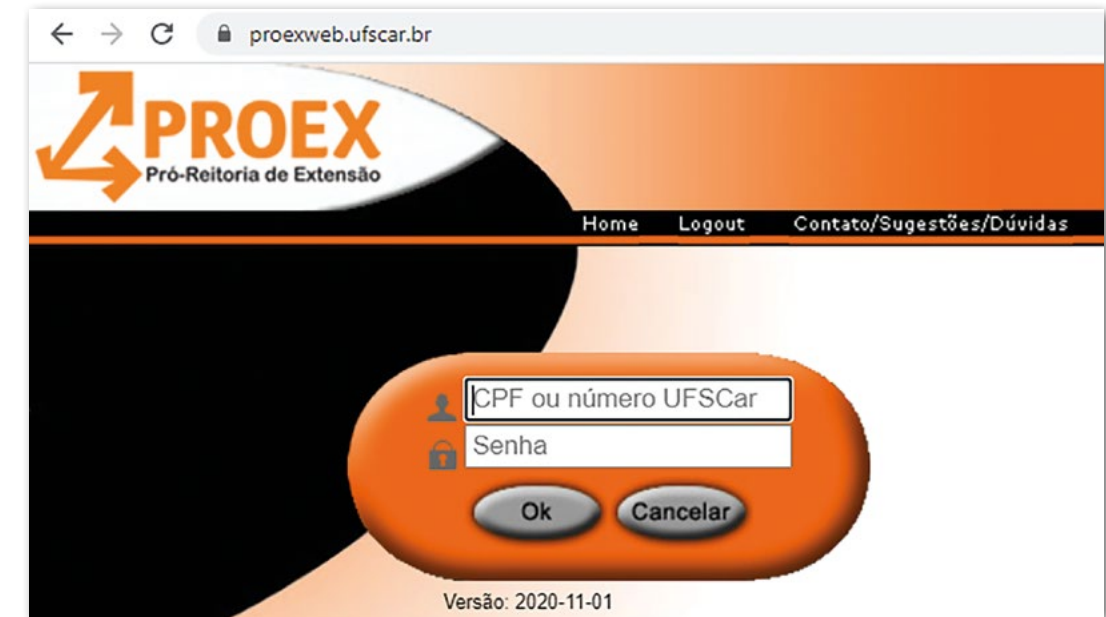 proexweb.ufscar.br
PROEX
Pró-Reitoria de Extensão
Home Logout Contato/Sugestões/Dúvidas
CPF ou número UFSCar
Senha
Ok Cancelar
Versão: 2020-11-01